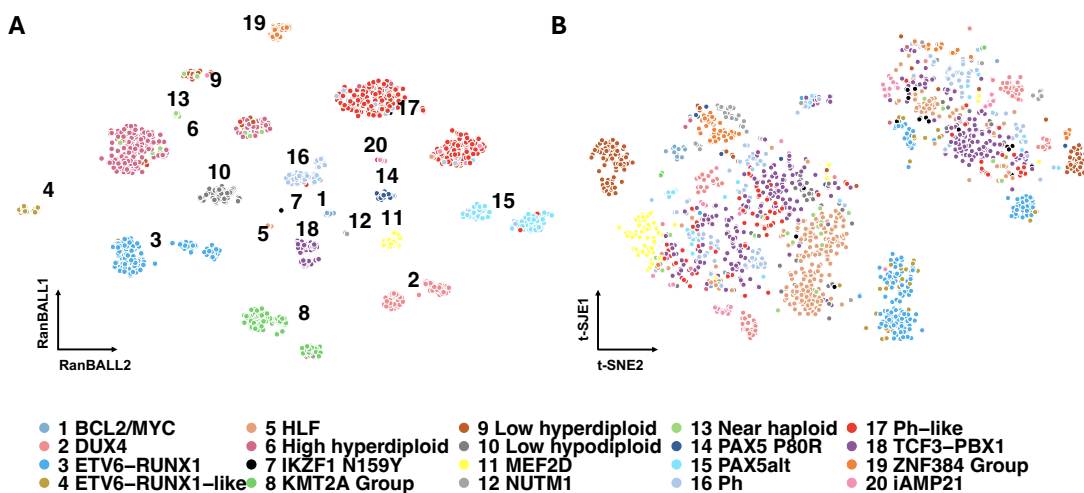 A
B
19
9
13
6
17
16
20
10
14
4
7
1
15
5
18
12
11
3
2
8
RanBALL1
RanBALL2
t-SJE1
t-SNE2
1 BCL2/MYC
2 DUX4
3 ETV6-RUNX1
4 ETV6-RUNX1-like
5 HLF
6 High hyperdiploid
7 IKZF1 N159Y
8 KMT2A Group
9 Low hyperdiploid
10 Low hypodiploid
11 MEF2D
12 NUTM1
13 Near haploid
14 PAX5 P80R
15 PAX5alt
16 Ph
17 Ph-like
18 TCF3-PBX1
19 ZNF384 Group
20 iAMP21